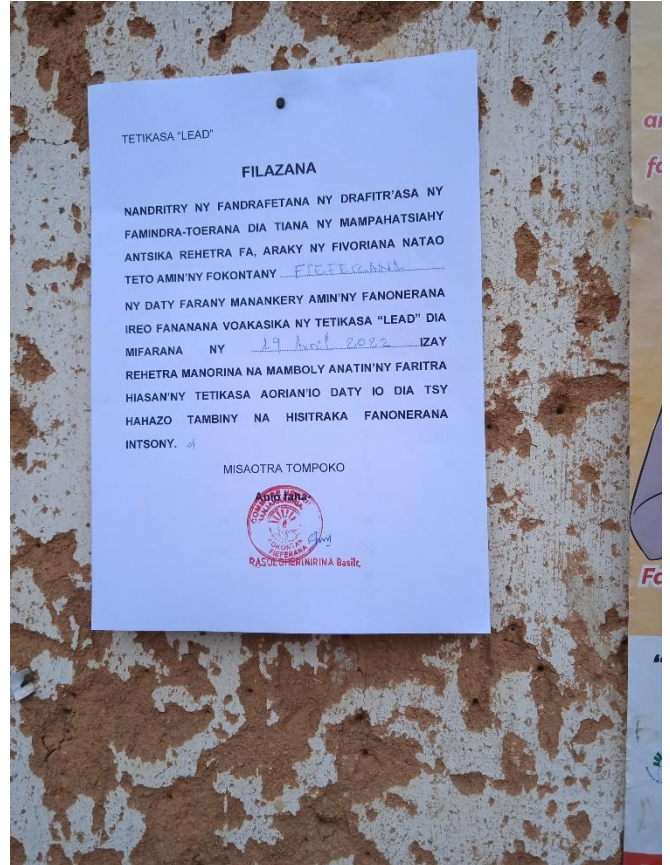 TETIKASA "LEAD"
FILAZANA
NANDRITRY NY FANDRAFETANA NY DRAFITR'ASA NY
FAMINDRA-TOERANA DIA TIANA NY MAMPAHATSIAHY
ANTSIKA REHETRA FA, ARAKY NY FIVORIANA NATAO
TETO AMIN'NY FOKONTANY FIEFERANA
NY DATY FARANY MANANKERY AMIN'NY FANONERANA
IREO FANANANA VOAKASIKA NY TETIKASA "LEAD" DIA
MIFARANA NY 19 Avril 2022 IZAY
REHETRA MANORINA NA MAMBOLY ANATIN'NY FARITRA
HIASAN'NY TETIKASA AORIAN'IO DATY IO DIA TSY
HAHAZO TAMBINY NA HISITRAKA FANONERANA
INTSONY.
MISAOTRA TOMPOKO
FIEFERANA
RASOLOHERINIRINA Basile